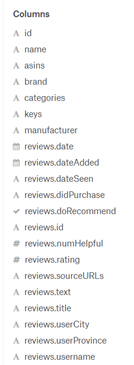 Columns
id
name
asins
brand
categories
keys
manufacturer
reviews.date
reviews.dateAdded
reviews.dateSeen
reviews.didPurchase
reviews.doRecommend
reviews.id
reviews.numHelpful
reviews.rating
reviews.sourceURLs
reviews.text
reviews.title
reviews.userCity
reviews.userProvince
reviews.username